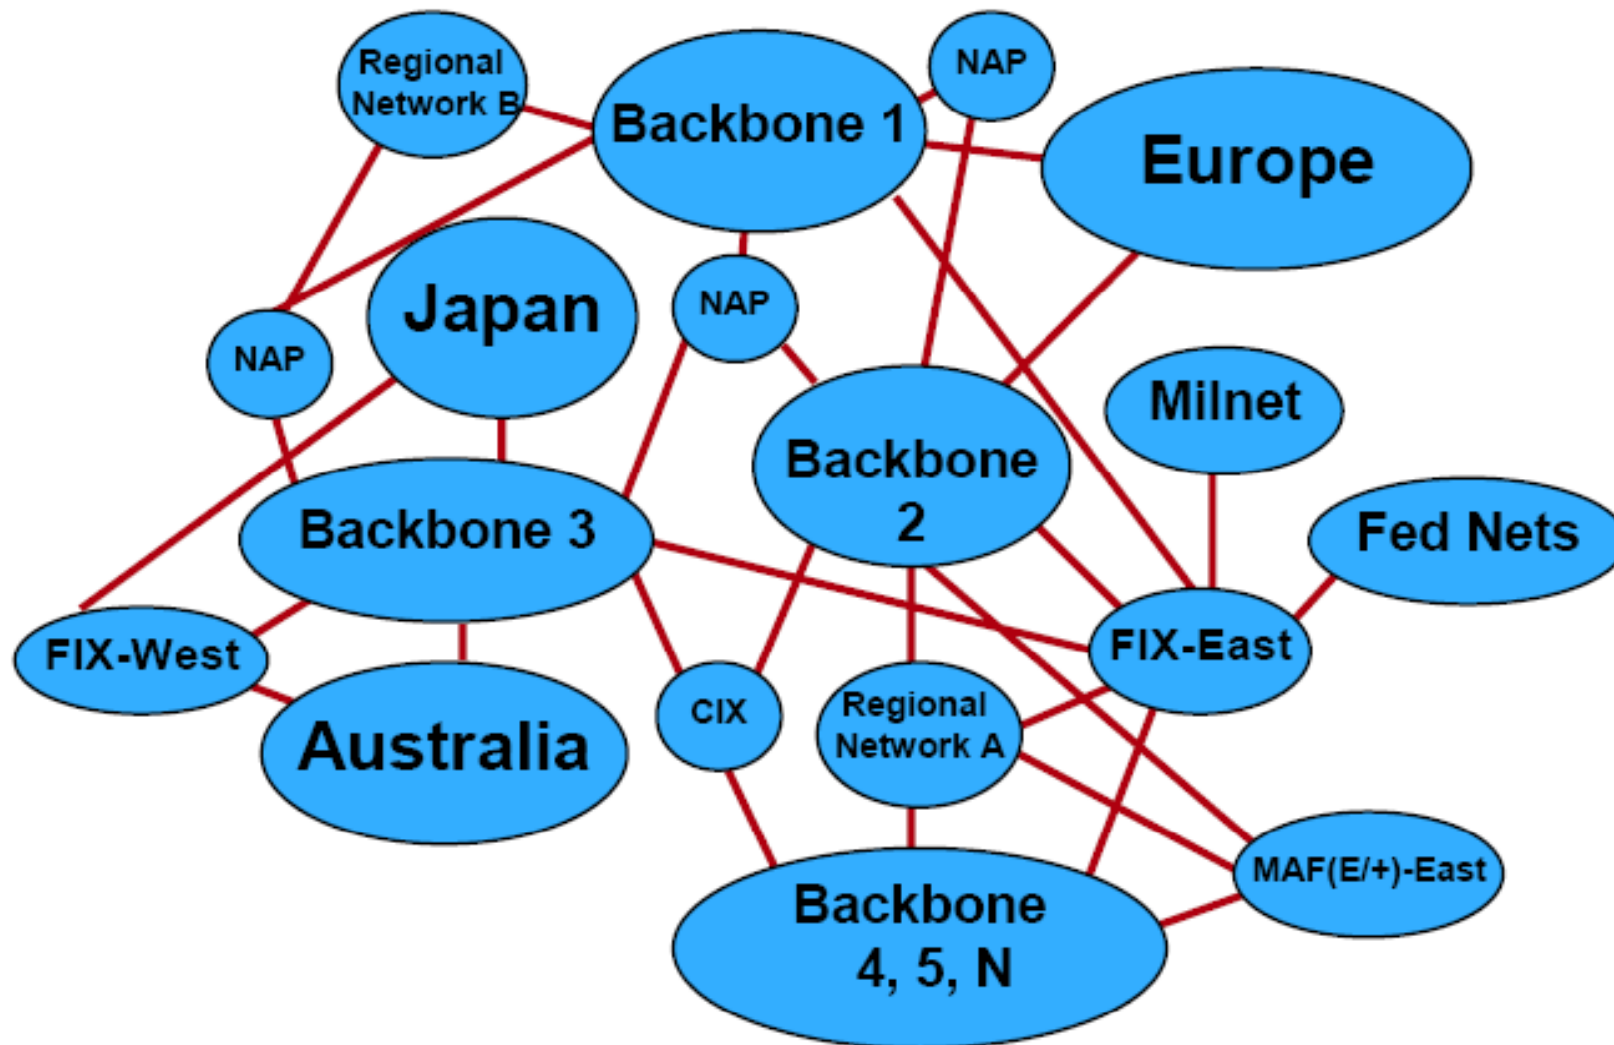 Regional
Network B
Backbone 1
NAP
Europe
Japan
NAP
NAP
Milnet
Backbone
2
Backbone 3
Fed Nets
FIX-West
FIX-East
Australia
CIX
Regional
Network A
MAF(E/+)-East
Backbone
4, 5, N